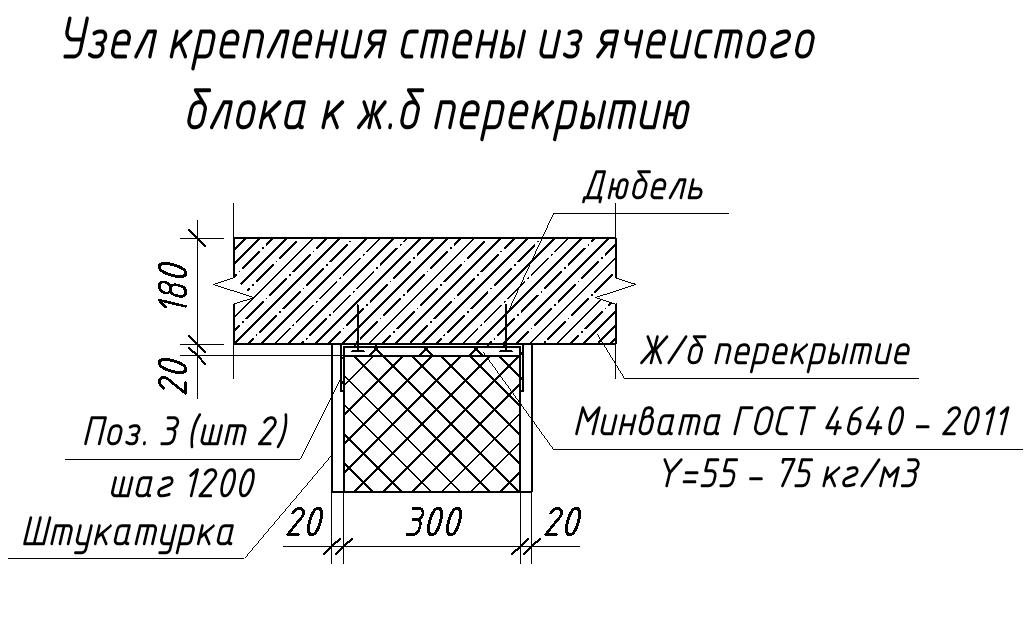 Узел крепления стены из ячеистого
блока к ж.б перекрытию
Дюбель
180
20
Ж/б перекрытие
Поз. 3 (шт 2)
шаг 1200
Минвата ГОСТ 4640 - 2011
Y=55 - 75 кг/м3
Штукатурка
20
300
20